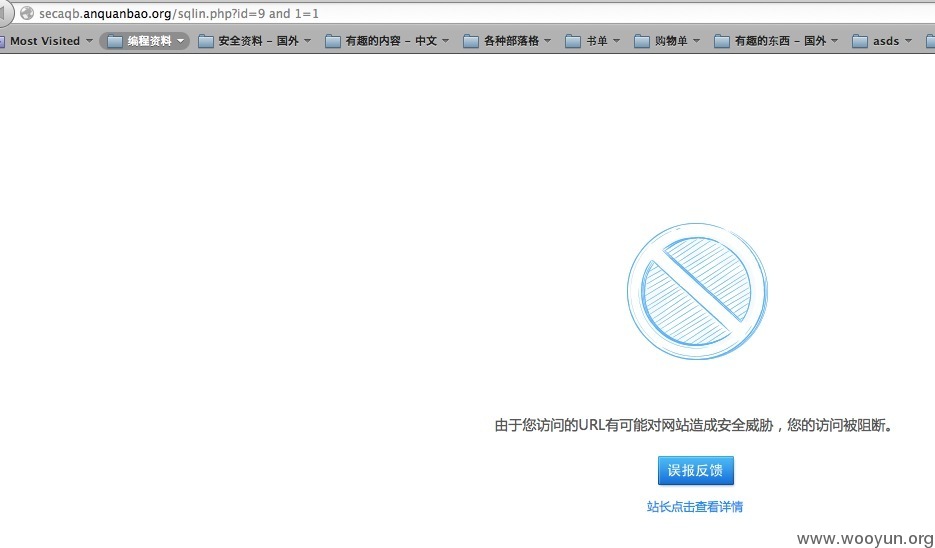 secaqb.anquanbao.org/sqlin.php?id=9 and 1=1
Most Visited 编程资料 安全资料 - 国外 有趣的内容 - 中文 各种部落格 书单 购物单 有趣的东西 - 国外 asds
由于您访问的URL有可能对网站造成安全威胁，您的访问被阻断。
误报反馈
站长点击查看详情
www.wooyun.org